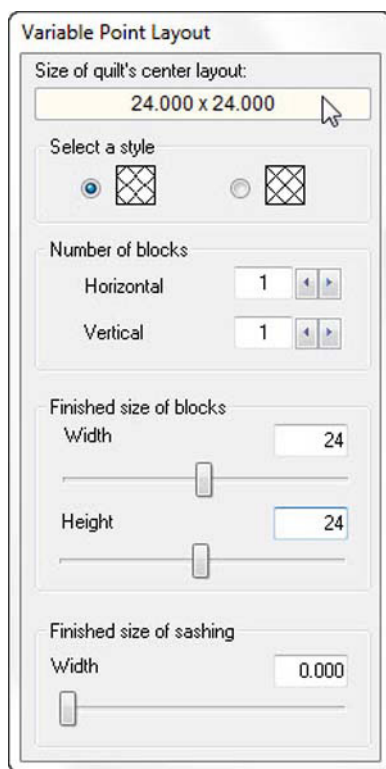 Variable Point Layout
Size of quilt's center layout:
24.000 x 24.000
Select a style
Number of blocks
Horizontal 1
Vertical 1
Finished size of blocks
Width 24
Height 24
Finished size of sashing
Width 0.000